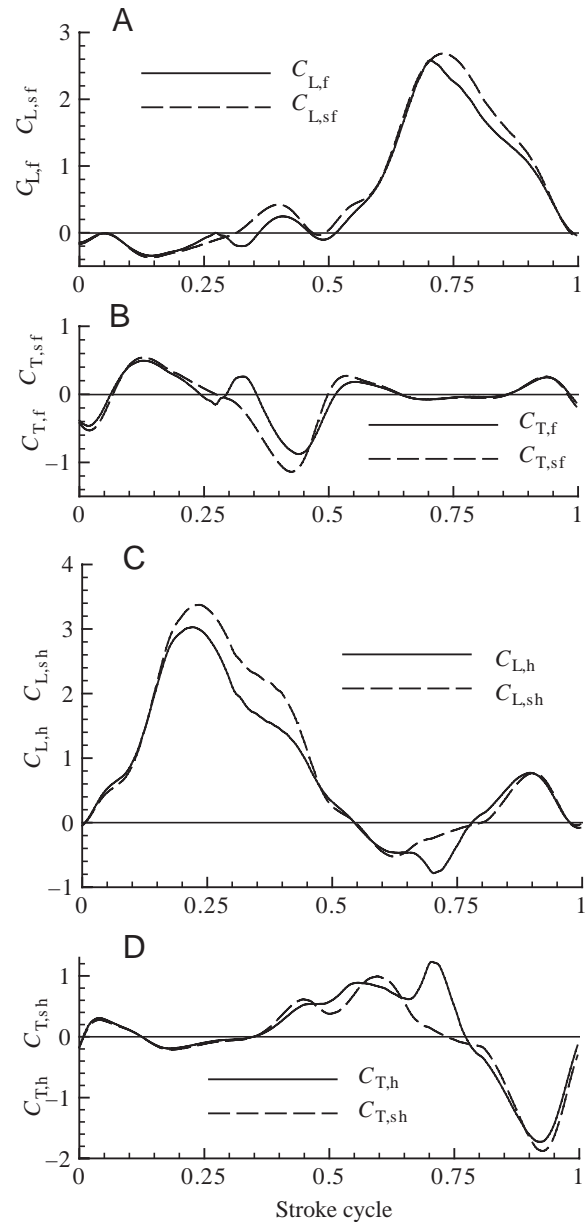 A
C_L,f C_L,sf
3
2
1
0
C_L,f
C_L,sf
0 0.25 0.5 0.75 1
B
C_T,f C_T,sf
1
0
−1
C_T,f
C_T,sf
0 0.25 0.5 0.75 1
C
C_L,h C_L,sh
4
3
2
1
0
−1
C_L,h
C_L,sh
0 0.25 0.5 0.75 1
D
C_T,h C_T,sh
1
0
−1
−2
C_T,h
C_T,sh
0 0.25 0.5 0.75 1
Stroke cycle